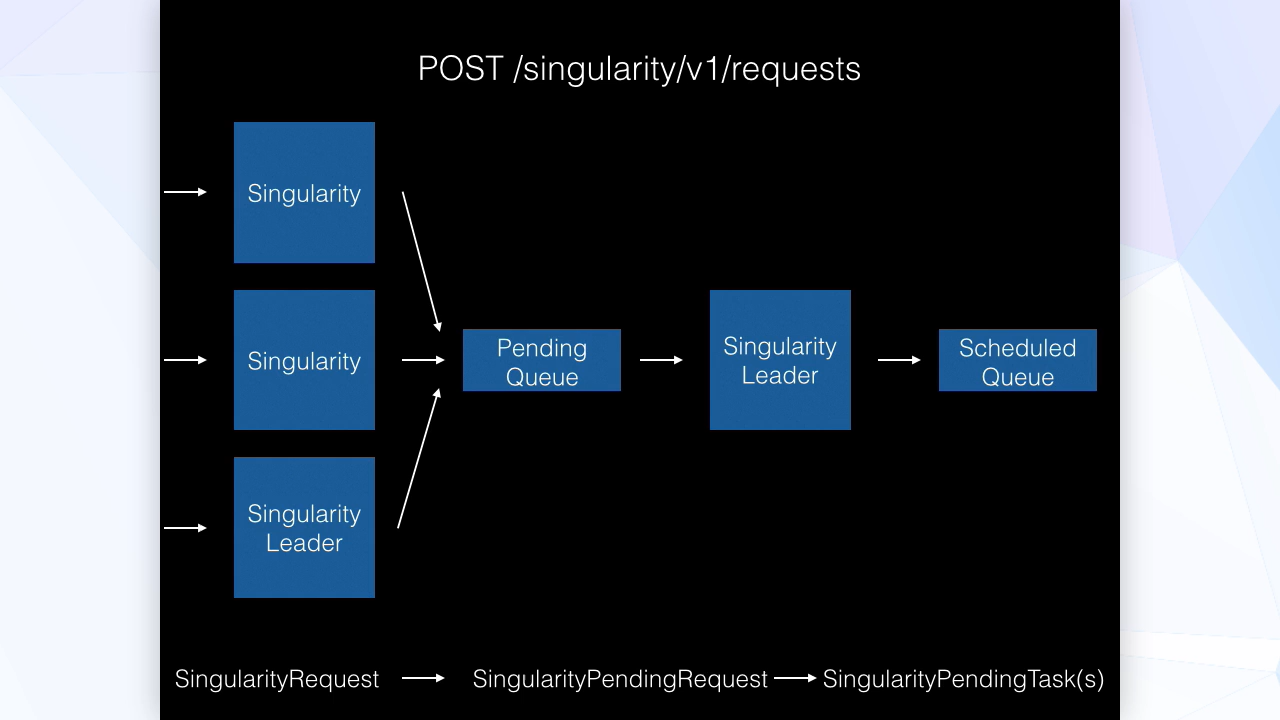 POST /singularity/v1/requests
Singularity
Singularity
Singularity
Leader
Pending
Queue
Singularity
Leader
Scheduled
Queue
SingularityRequest
SingularityPendingRequest
SingularityPendingTask(s)